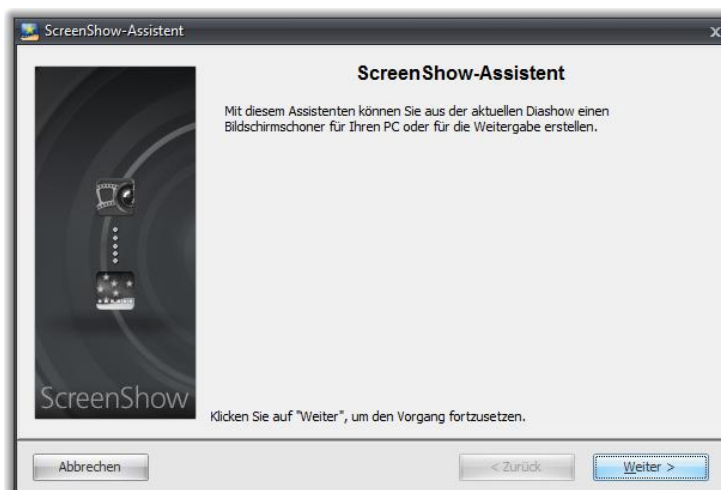 ScreenShow-Assistent
x
ScreenShow-Assistent
Mit diesem Assistenten können Sie aus der aktuellen Diashow einen
Bildschirmschoner für Ihren PC oder für die Weitergabe erstellen.
ScreenShow
Klicken Sie auf "Weiter", um den Vorgang fortzusetzen.
Abbrechen
< Zurück
Weiter >